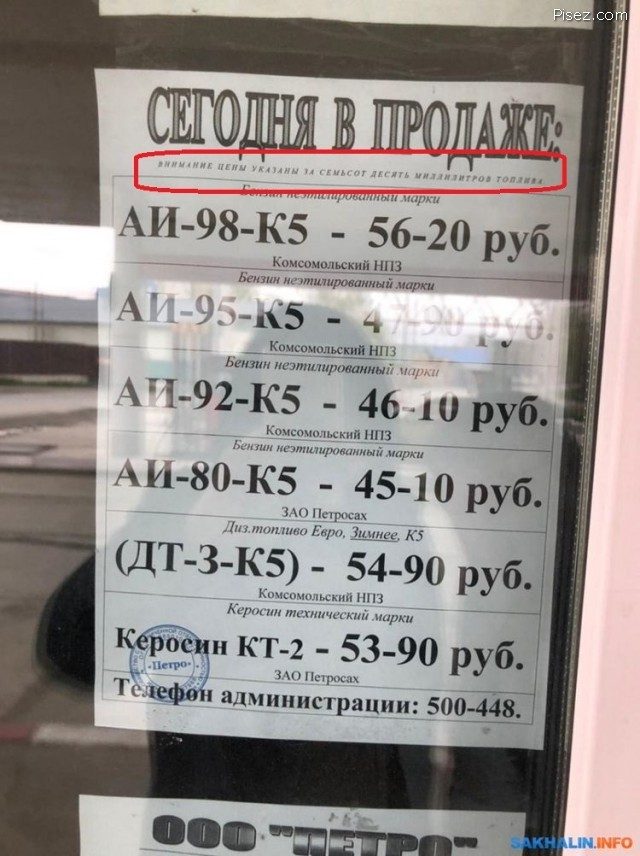 Pisez.com
СЕГОДНЯ В ПРОДАЖЕ:
ВНИМАНИЕ ЦЕНЫ УКАЗАНЫ ЗА СЕМЬСОТ ДЕСЯТЬ МИЛЛИЛИТРОВ ТОПЛИВА
Бензин неэтилированный марки
АИ-98-К5 - 56-20 руб.
Комсомольский НПЗ
Бензин неэтилированный марки
АИ-95-К5 - 47-90 руб.
Комсомольский НПЗ
Бензин неэтилированный марки
АИ-92-К5 - 46-10 руб.
Комсомольский НПЗ
Бензин неэтилированный марки
АИ-80-К5 - 45-10 руб.
ЗАО Петросах
Диз.топливо Евро, Зимнее, К5
(ДТ-З-К5) - 54-90 руб.
Комсомольский НПЗ
Керосин технический марки
Керосин КТ-2 - 53-90 руб.
ЗАО Петросах
«Петро»
Телефон администрации: 500-448.
ООО "ПЕТРО"
SAKHALIN.INFO